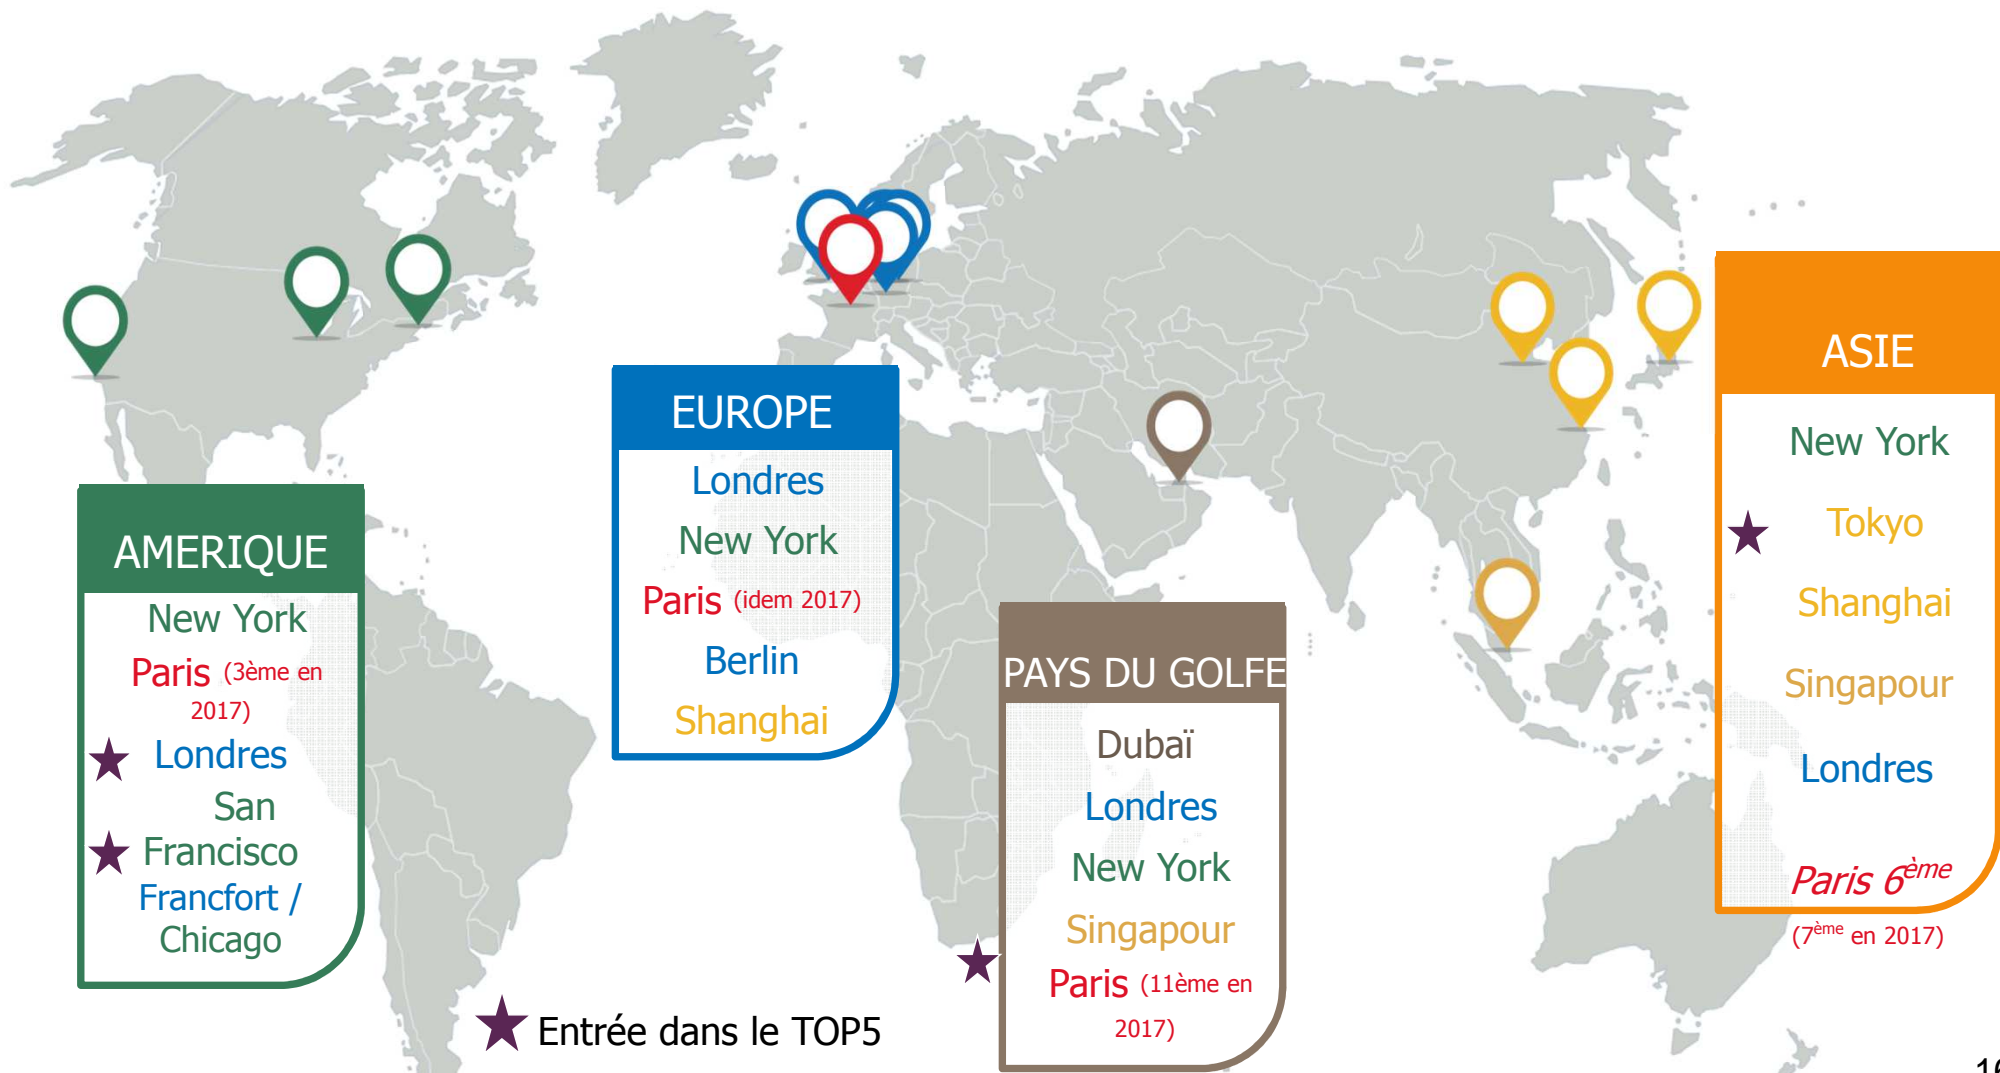 AMERIQUE
New York
Paris (3ème en
2017)
Londres
San
Francisco
Francfort /
Chicago
EUROPE
Londres
New York
Paris (idem 2017)
Berlin
Shanghai
PAYS DU GOLFE
Dubaï
Londres
New York
Singapour
Paris (11ème en
2017)
ASIE
New York
Tokyo
Shanghai
Singapour
Londres
Paris 6ème
(7ème en 2017)
Entrée dans le TOP5
16